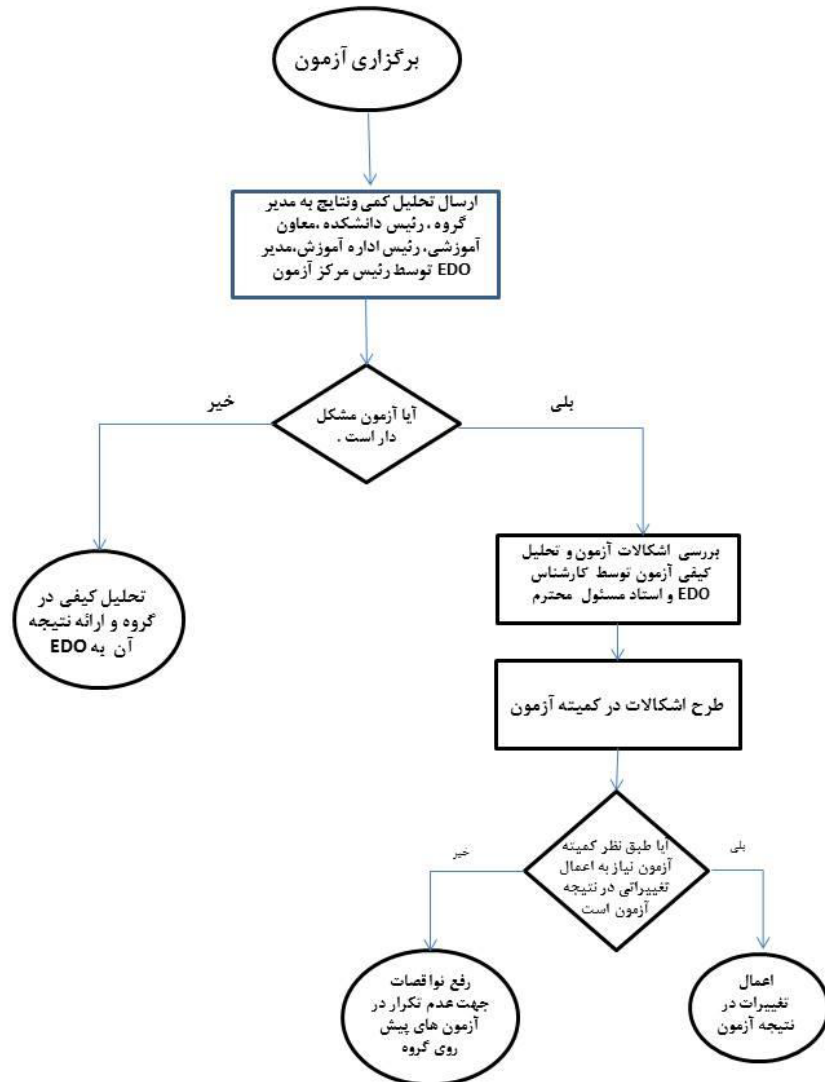 برگزاری آزمون
ارسال تحلیل کمی ونتایج به مدیر
گروه ، رئیس دانشکده ،معاون
آموزشی، رئیس اداره آموزش،مدیر
EDO توسط رئیس مرکز آزمون
آیا آزمون مشکل
دار است .
بلی
خیر
بررسی اشکالات آزمون و تحلیل
کیفی آزمون توسط کارشناس
EDO و استاد مسئول محترم
تحلیل کیفی در
گروه و ارائه نتیجه
آن به EDO
طرح اشکالات در کمیته آزمون
آیا طبق نظر کمیته
آزمون نیاز به اعمال
تغییراتی در نتیجه
آزمون است
بلی
خیر
اعمال
تغییرات در
نتیجه آزمون
رفع نواقصات
جهت عدم تکرار در
آزمون های پیش
روی گروه